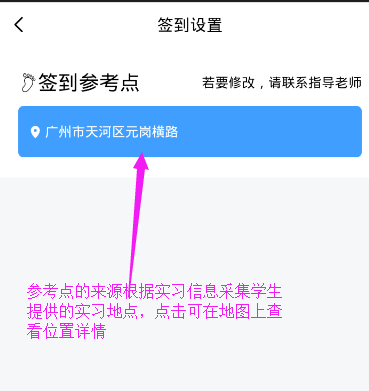 签到设置
签到参考点
若要修改，请联系指导老师
广州市天河区元岗横路
参考点的来源根据实习信息采集学生
提供的实习地点，点击可在地图上查
看位置详情